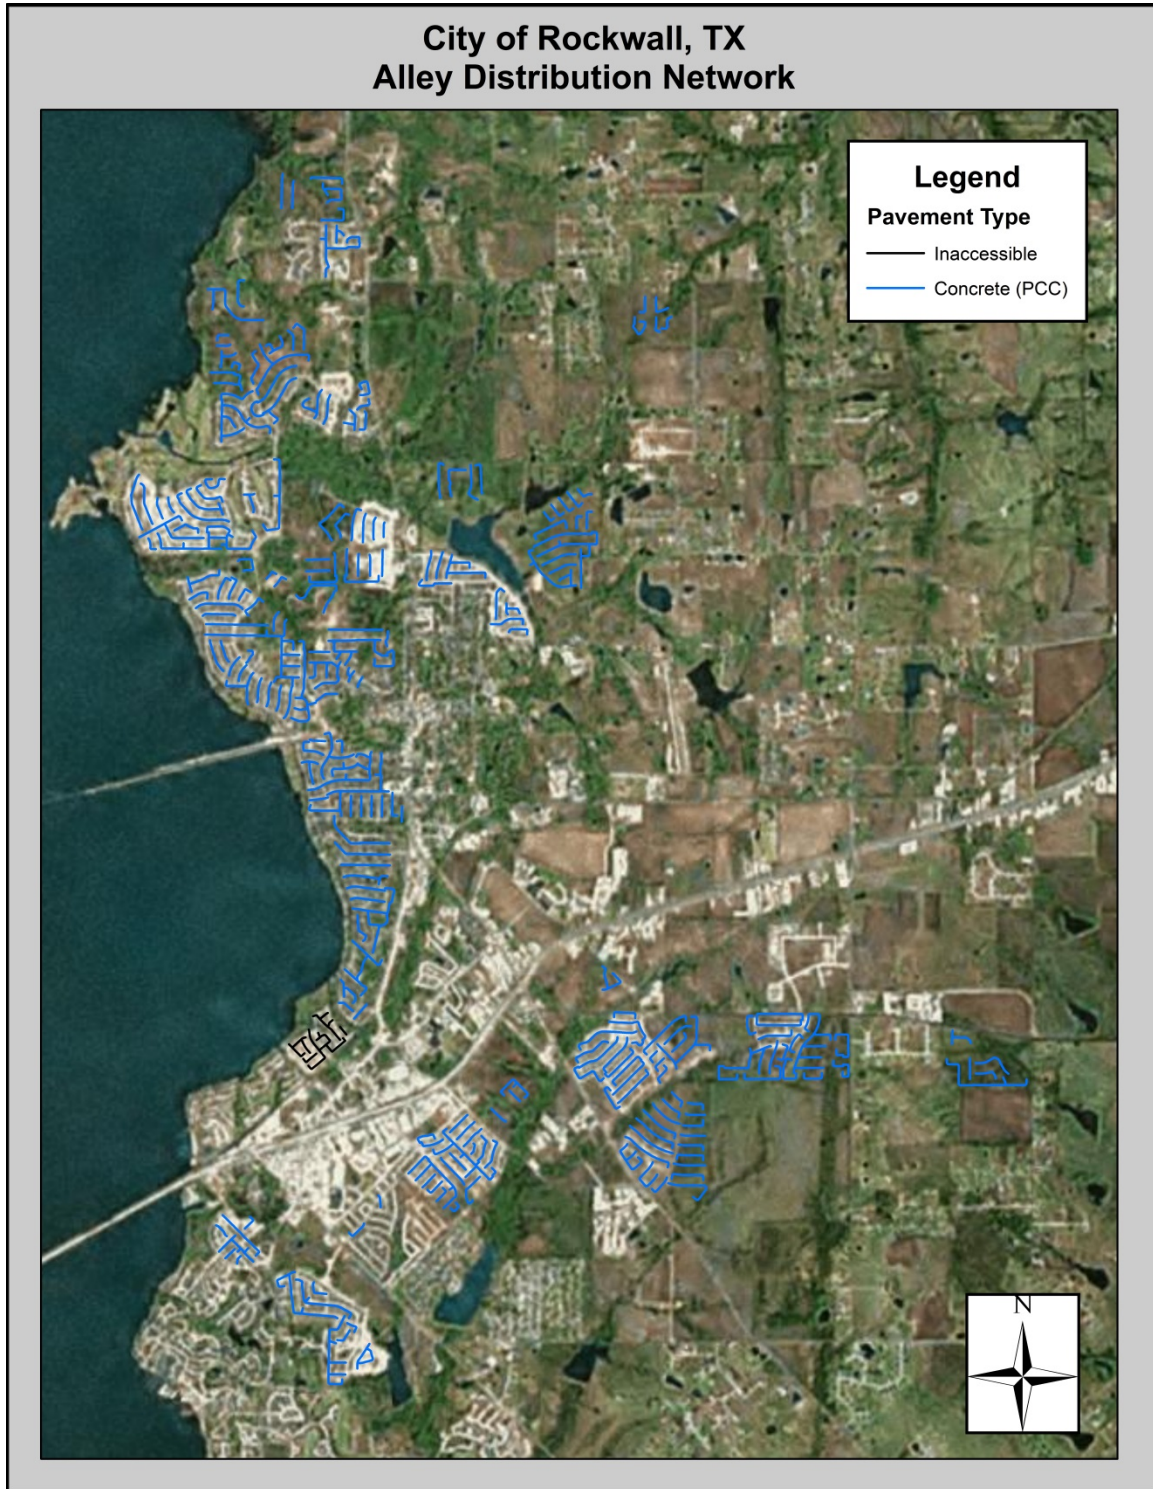 City of Rockwall, TX
Alley Distribution Network
Legend
Pavement Type
Inaccessible
Concrete (PCC)
N